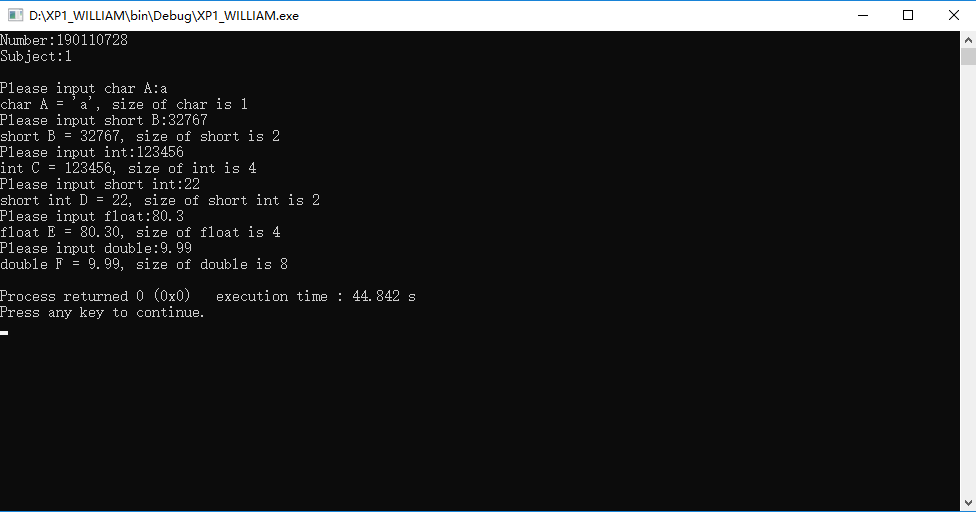 D:\XP1_WILLIAM\bin\Debug\XP1_WILLIAM.exe
Number:190110728
Subject:1
Please input char A:a
char A = 'a', size of char is 1
Please input short B:32767
short B = 32767, size of short is 2
Please input int:123456
int C = 123456, size of int is 4
Please input short int:22
short int D = 22, size of short int is 2
Please input float:80.3
float E = 80.30, size of float is 4
Please input double:9.99
double F = 9.99, size of double is 8
Process returned 0 (0x0)   execution time : 44.842 s
Press any key to continue.